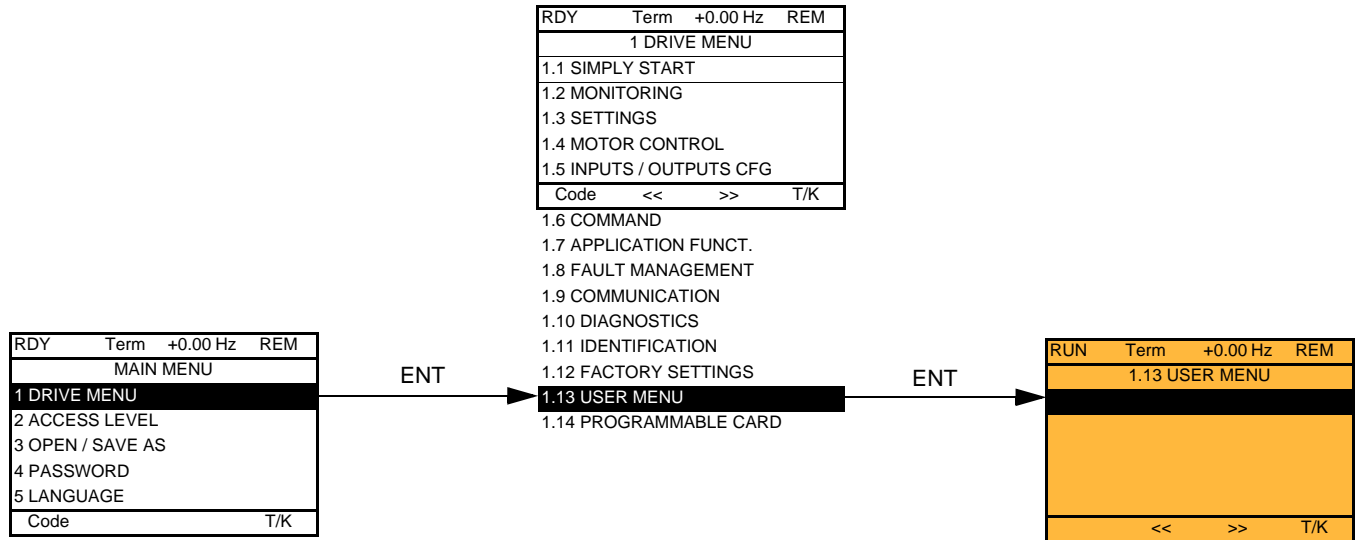 RDY Term +0.00 Hz REM
MAIN MENU
1 DRIVE MENU
2 ACCESS LEVEL
3 OPEN / SAVE AS
4 PASSWORD
5 LANGUAGE
Code T/K
ENT
RDY Term +0.00 Hz REM
1 DRIVE MENU
1.1 SIMPLY START
1.2 MONITORING
1.3 SETTINGS
1.4 MOTOR CONTROL
1.5 INPUTS / OUTPUTS CFG
Code << >> T/K
1.6 COMMAND
1.7 APPLICATION FUNCT.
1.8 FAULT MANAGEMENT
1.9 COMMUNICATION
1.10 DIAGNOSTICS
1.11 IDENTIFICATION
1.12 FACTORY SETTINGS
1.13 USER MENU
1.14 PROGRAMMABLE CARD
ENT
RUN Term +0.00 Hz REM
1.13 USER MENU
<< >> T/K